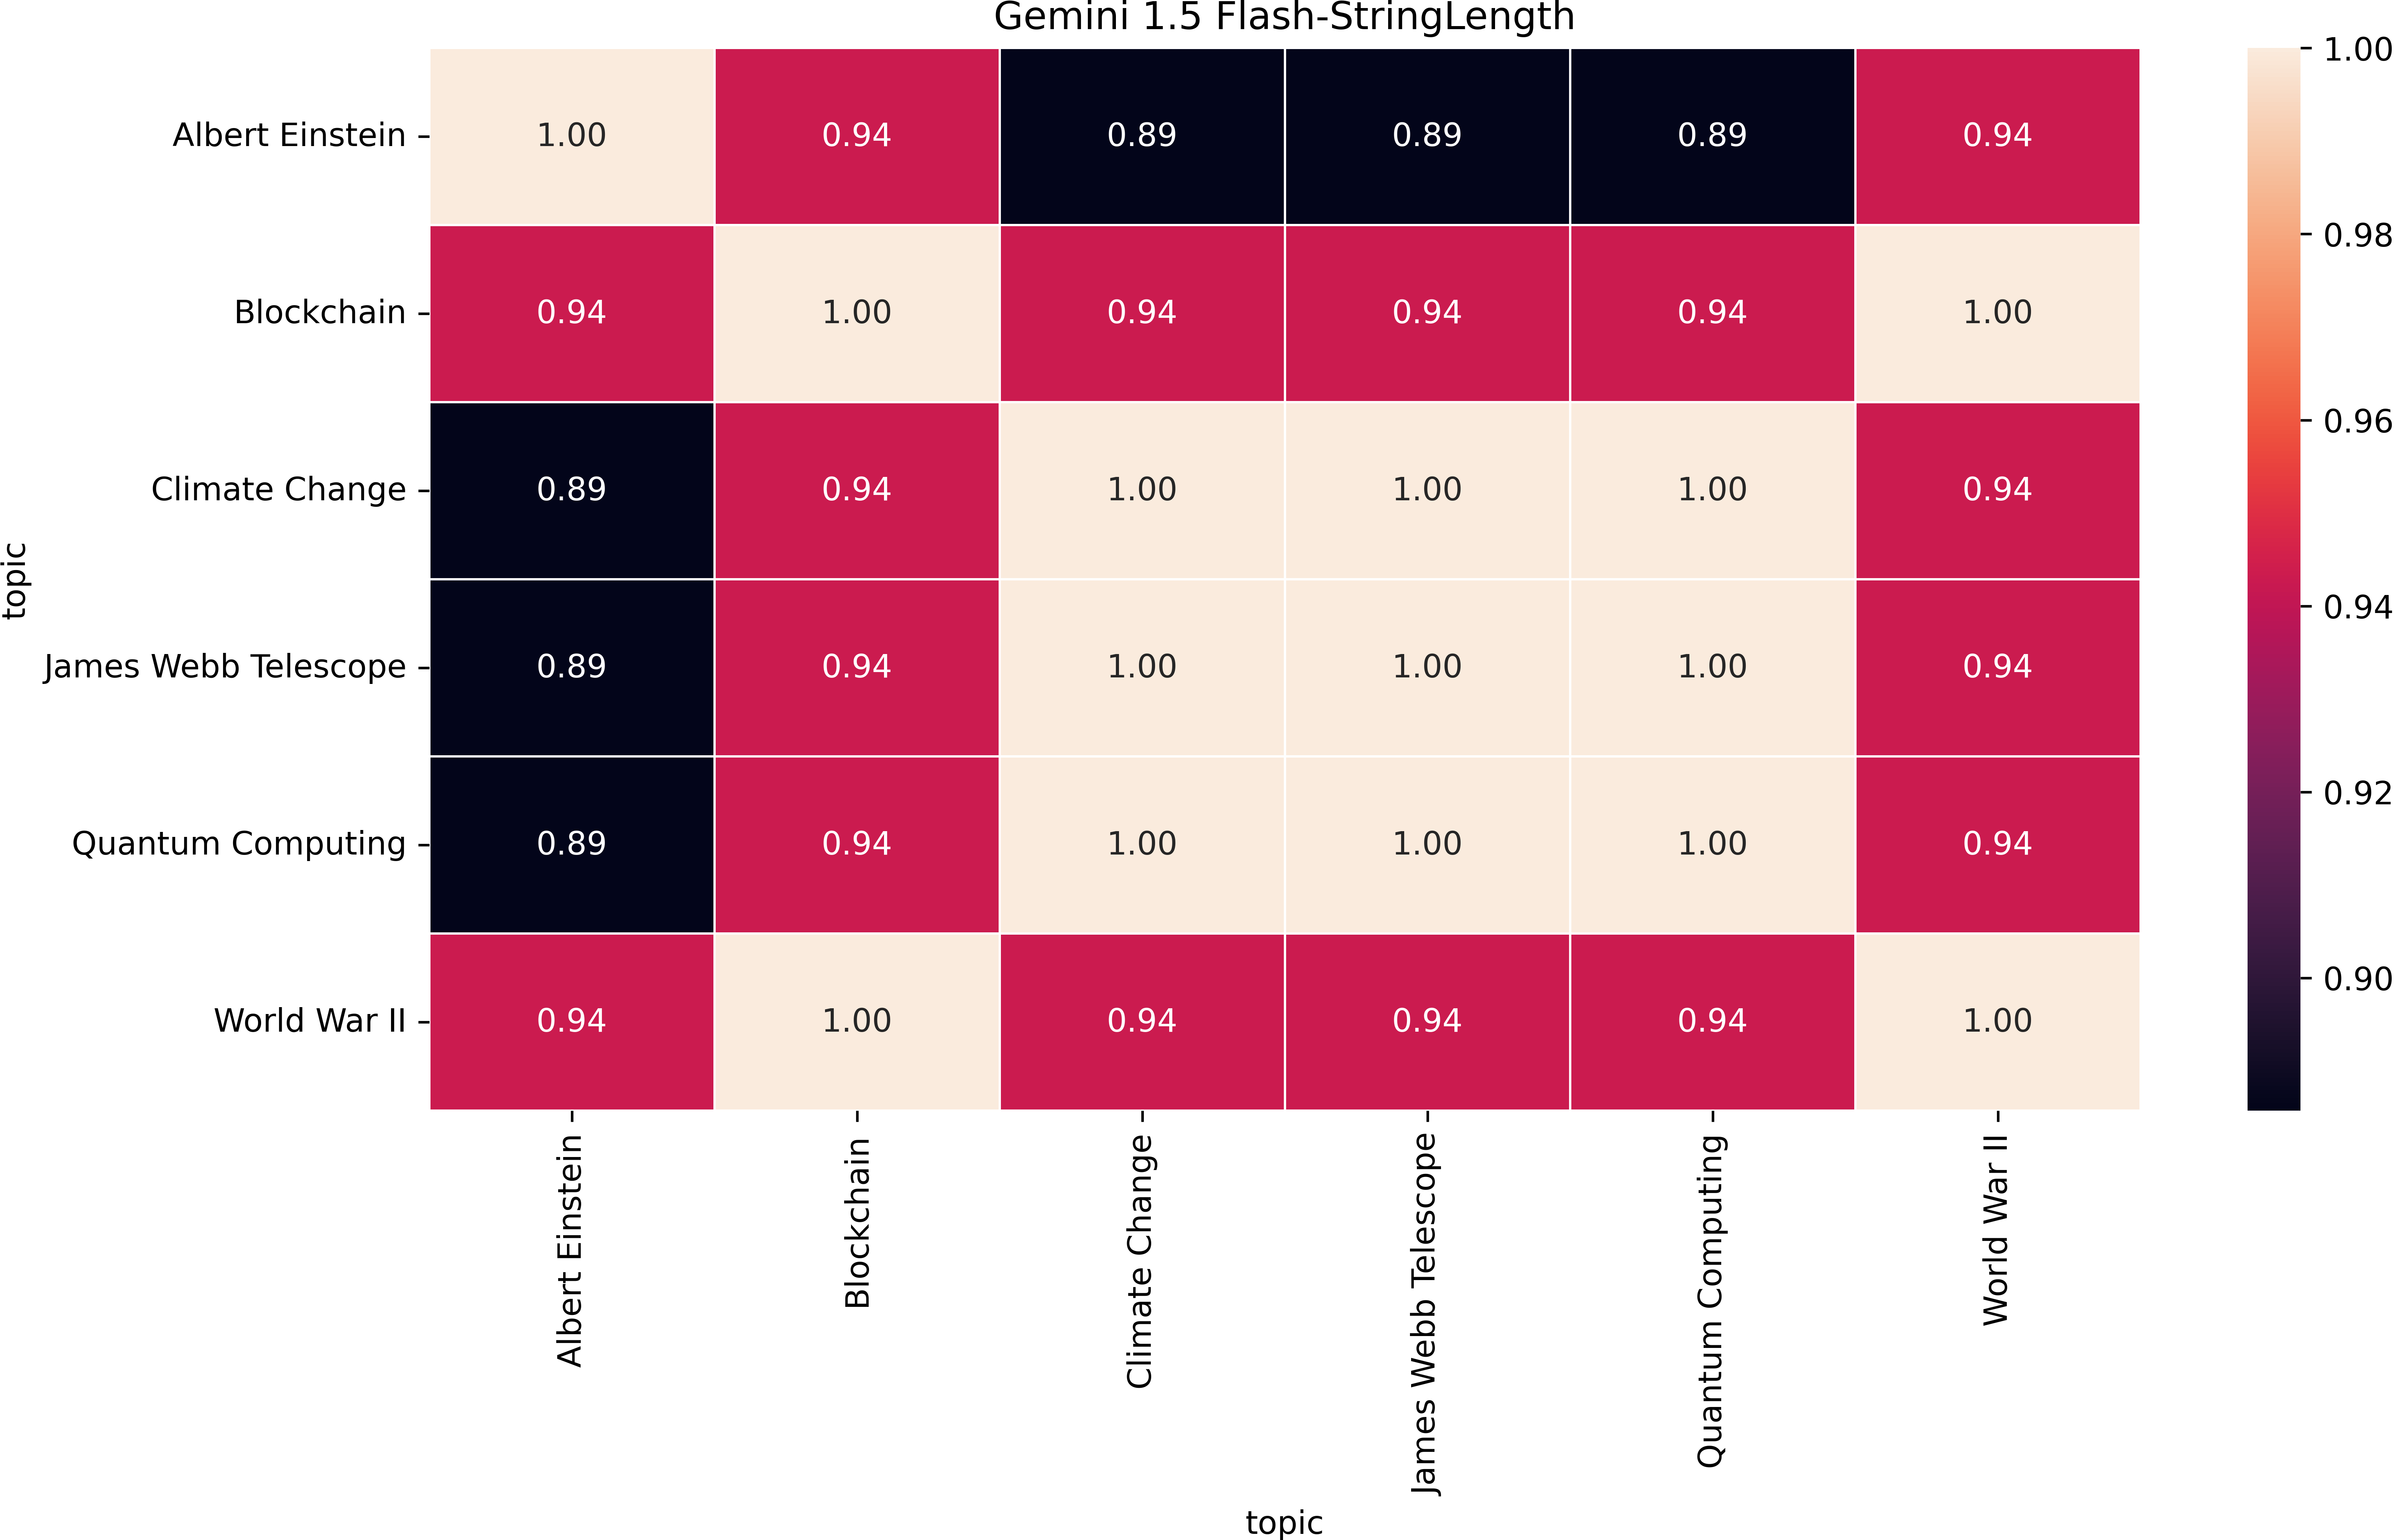 Gemini 1.5 Flash-StringLength
Albert Einstein 1.00 0.94 0.89 0.89 0.89 0.94
Blockchain 0.94 1.00 0.94 0.94 0.94 1.00
Climate Change 0.89 0.94 1.00 1.00 1.00 0.94
James Webb Telescope 0.89 0.94 1.00 1.00 1.00 0.94
Quantum Computing 0.89 0.94 1.00 1.00 1.00 0.94
World War II 0.94 1.00 0.94 0.94 0.94 1.00
topic
Albert Einstein
Blockchain
Climate Change
James Webb Telescope
Quantum Computing
World War II
topic
1.00
0.98
0.96
0.94
0.92
0.90